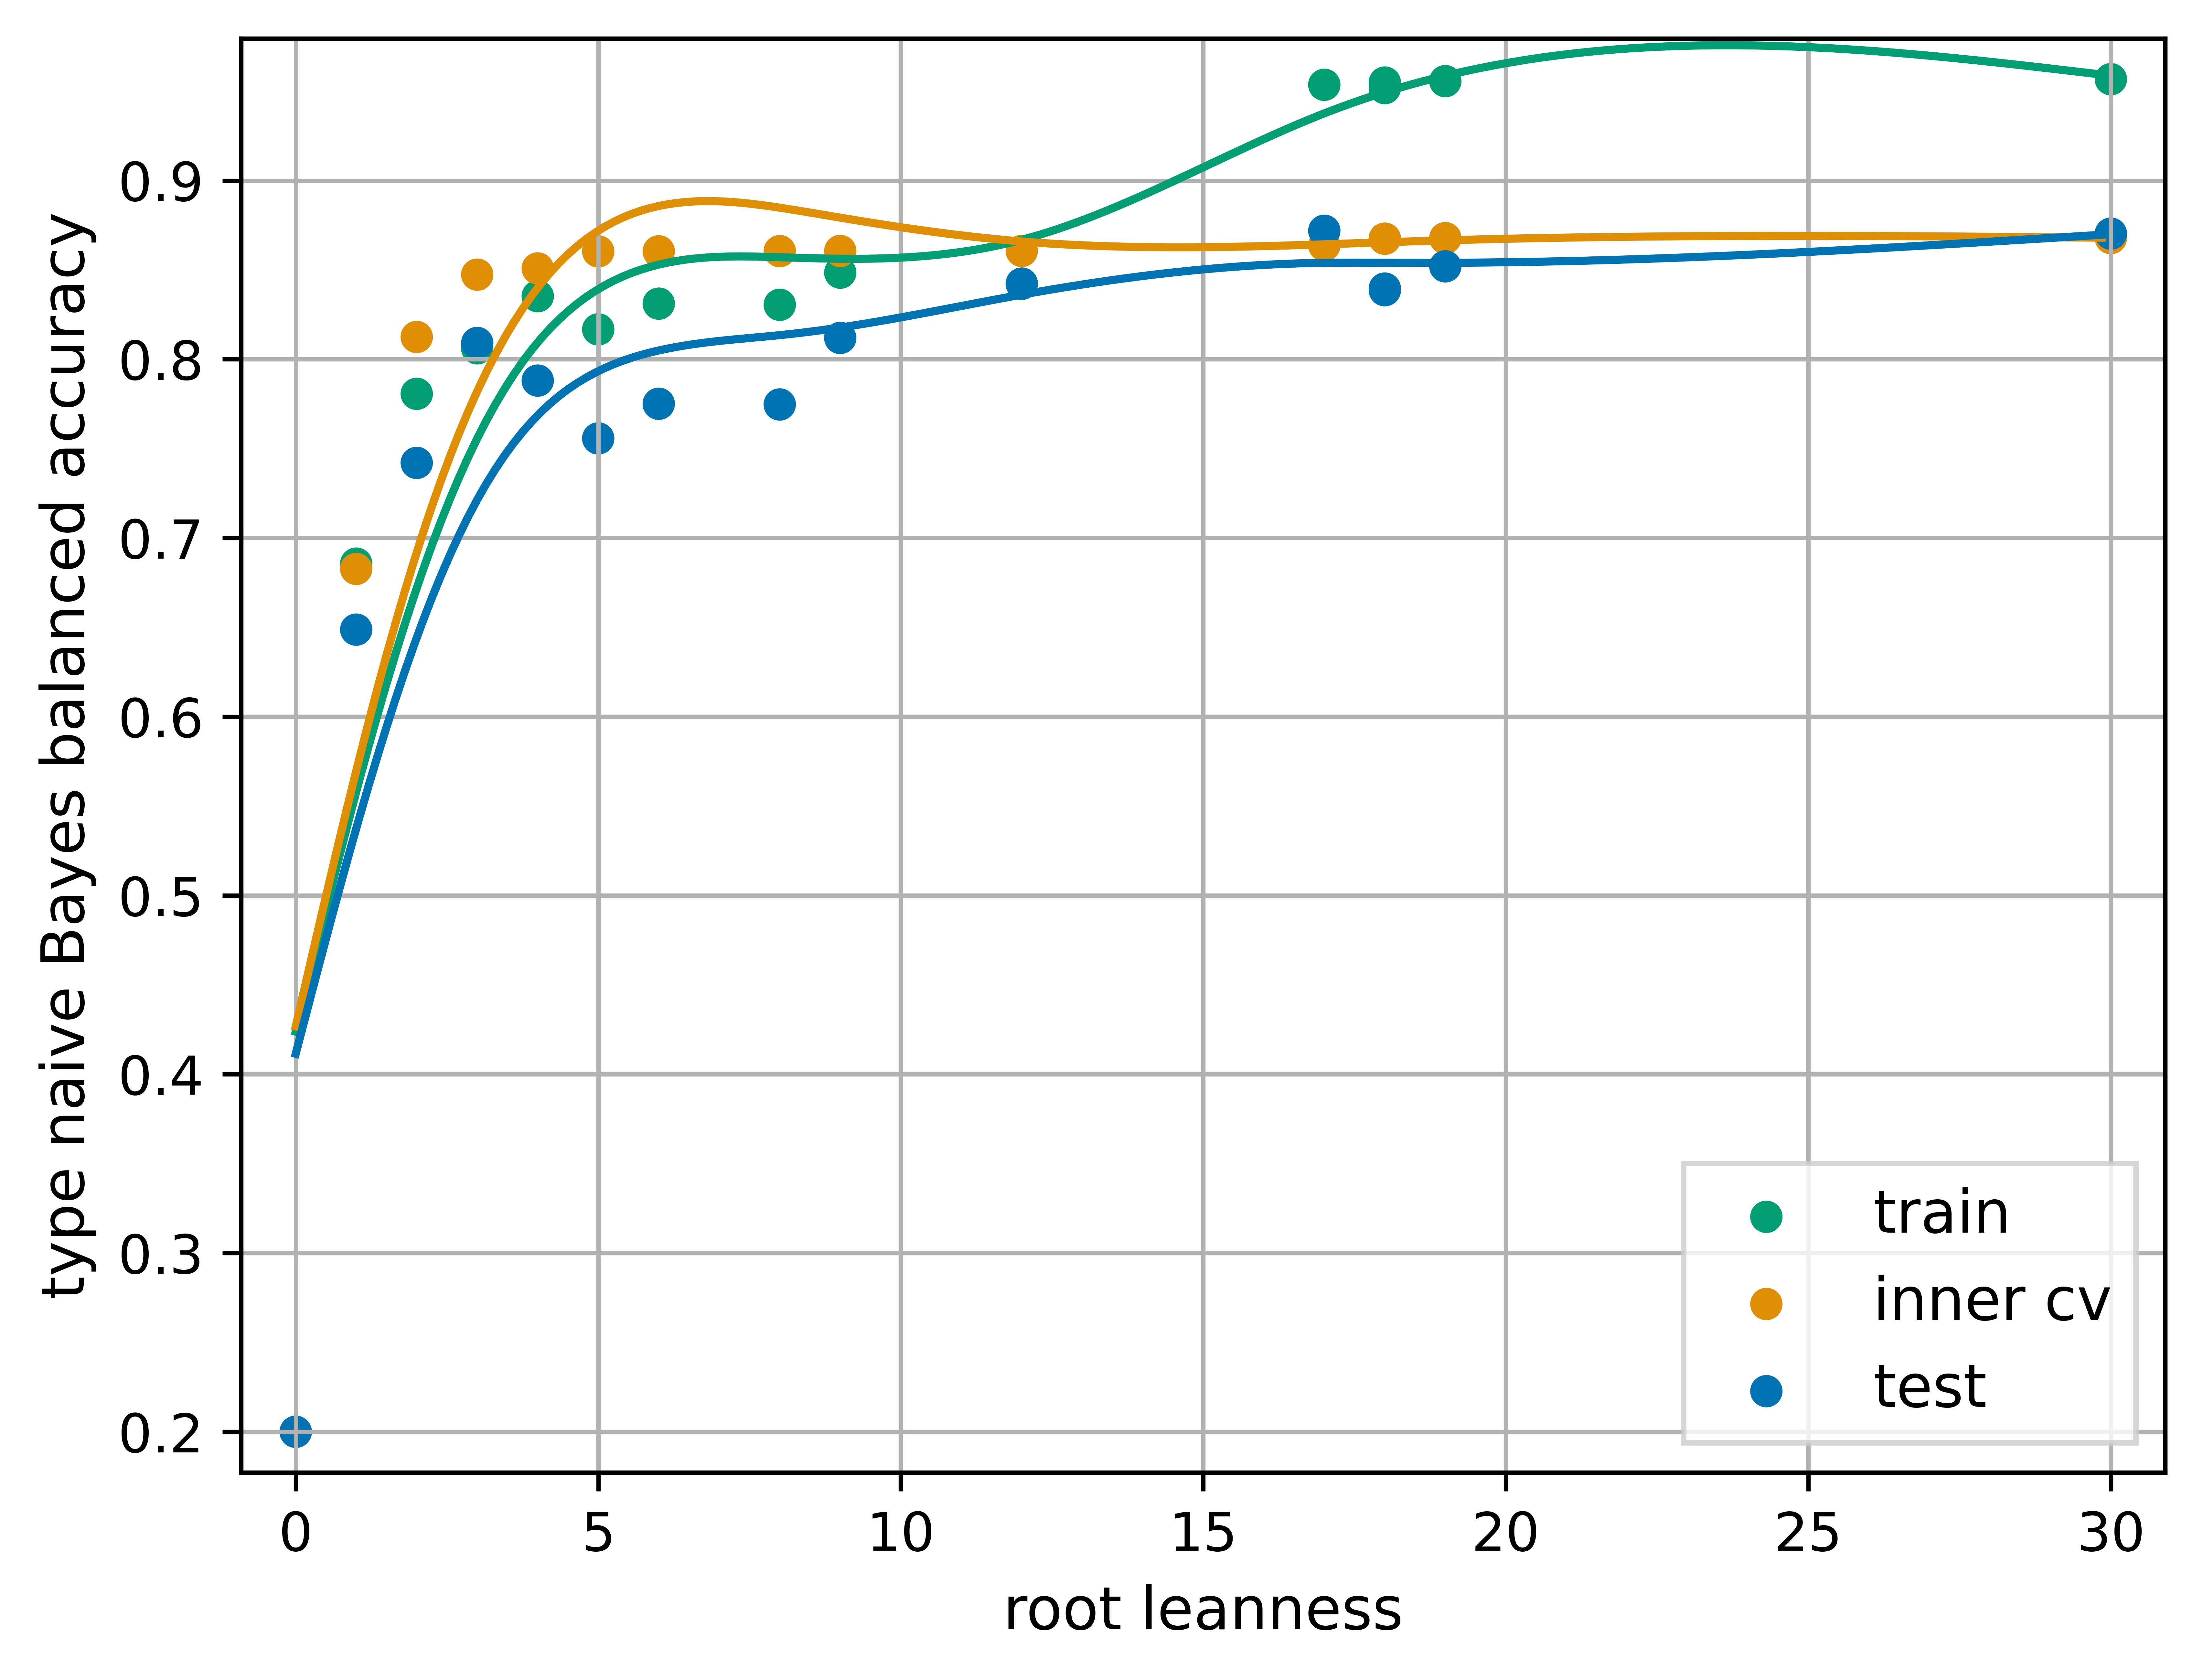 type naive Bayes balanced accuracy
0.9
0.8
0.7
0.6
0.5
0.4
0.3
0.2
train
inner cv
test
0 5 10 15 20 25 30
root leanness